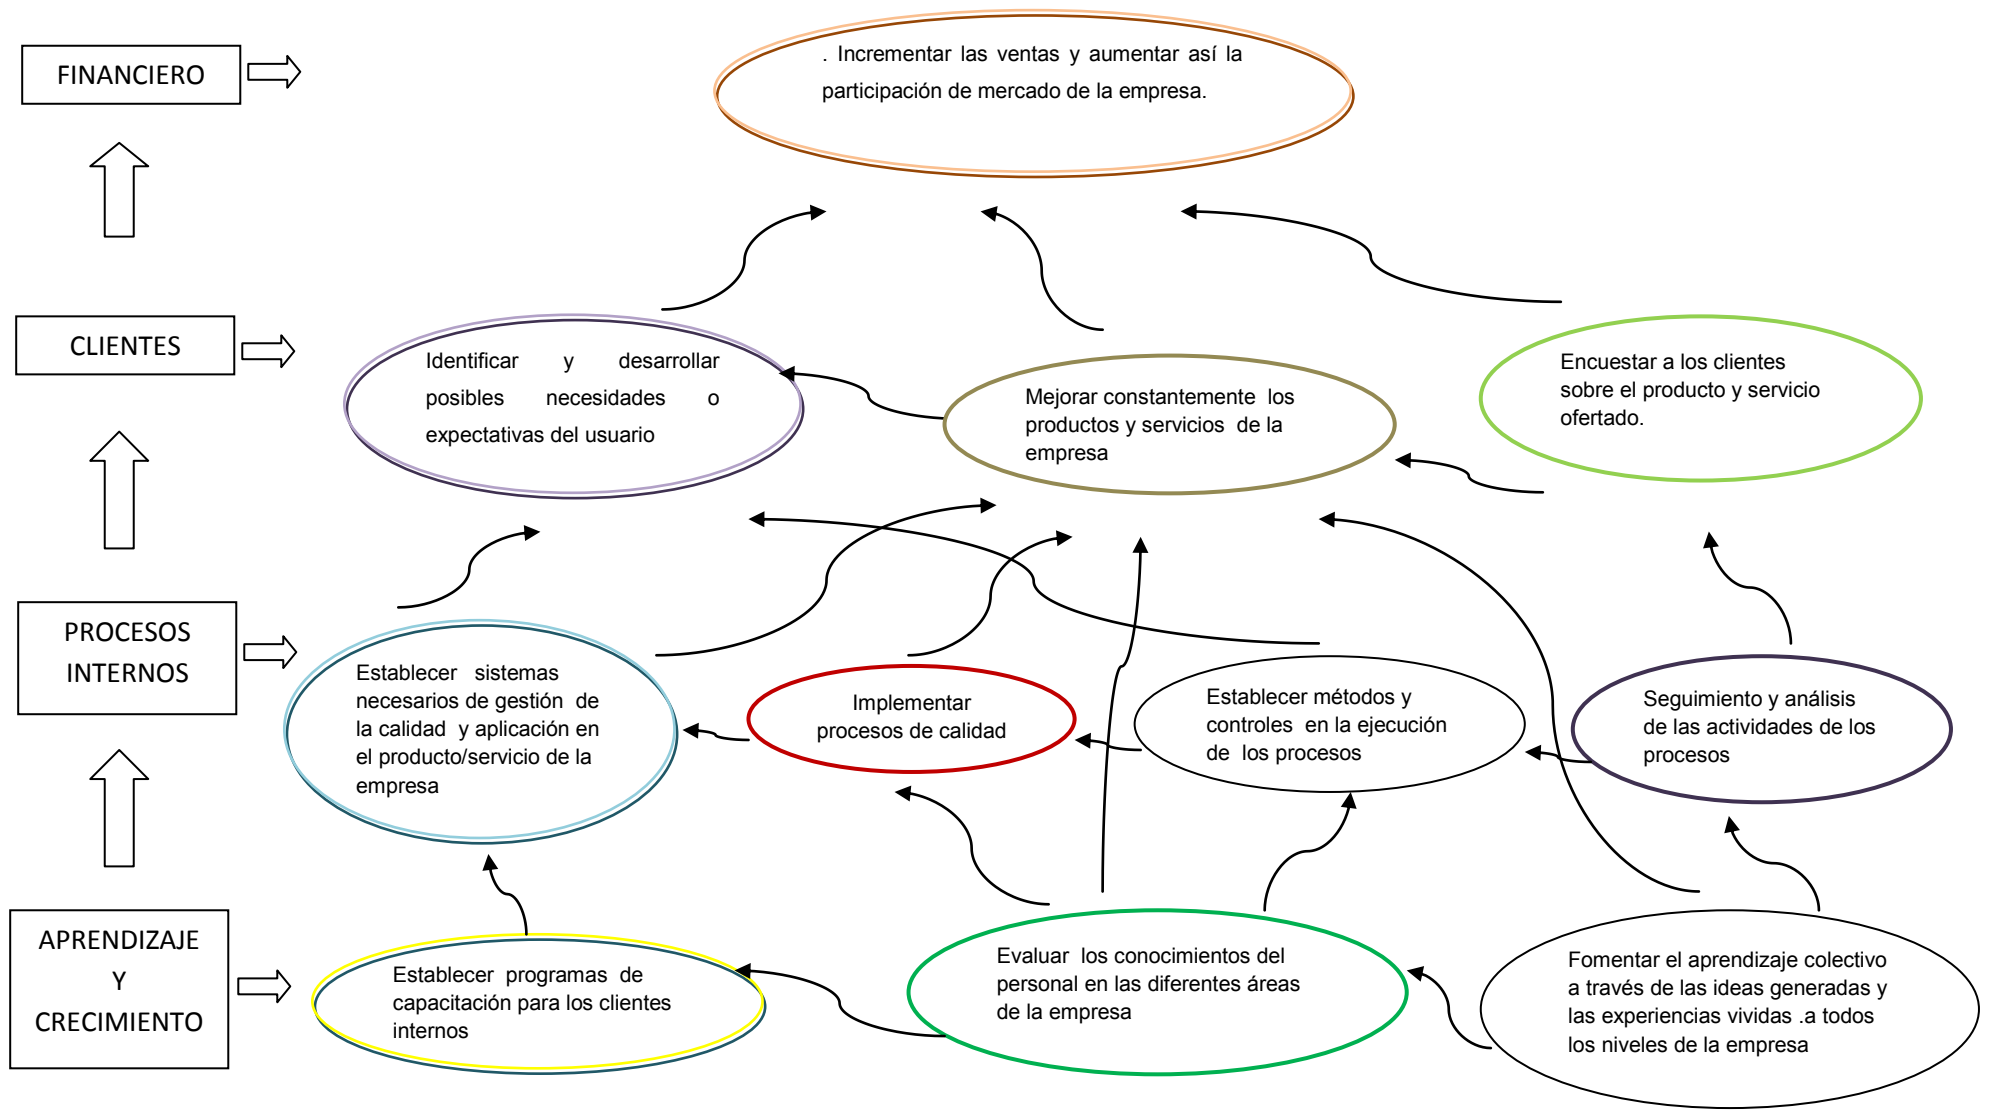 FINANCIERO
. Incrementar las ventas y aumentar así la
participación de mercado de la empresa.
CLIENTES
Identificar y desarrollar
posibles necesidades o
expectativas del usuario
Mejorar constantemente los
productos y servicios de la
empresa
Encuestar a los clientes
sobre el producto y servicio
ofertado.
PROCESOS
INTERNOS
Establecer sistemas
necesarios de gestión de
la calidad y aplicación en
el producto/servicio de la
empresa
Implementar
procesos de calidad
Establecer métodos y
controles en la ejecución
de los procesos
Seguimiento y análisis
de las actividades de los
procesos
APRENDIZAJE
Y
CRECIMIENTO
Establecer programas de
capacitación para los clientes
internos
Evaluar los conocimientos del
personal en las diferentes áreas
de la empresa
Fomentar el aprendizaje colectivo
a través de las ideas generadas y
las experiencias vividas .a todos
los niveles de la empresa